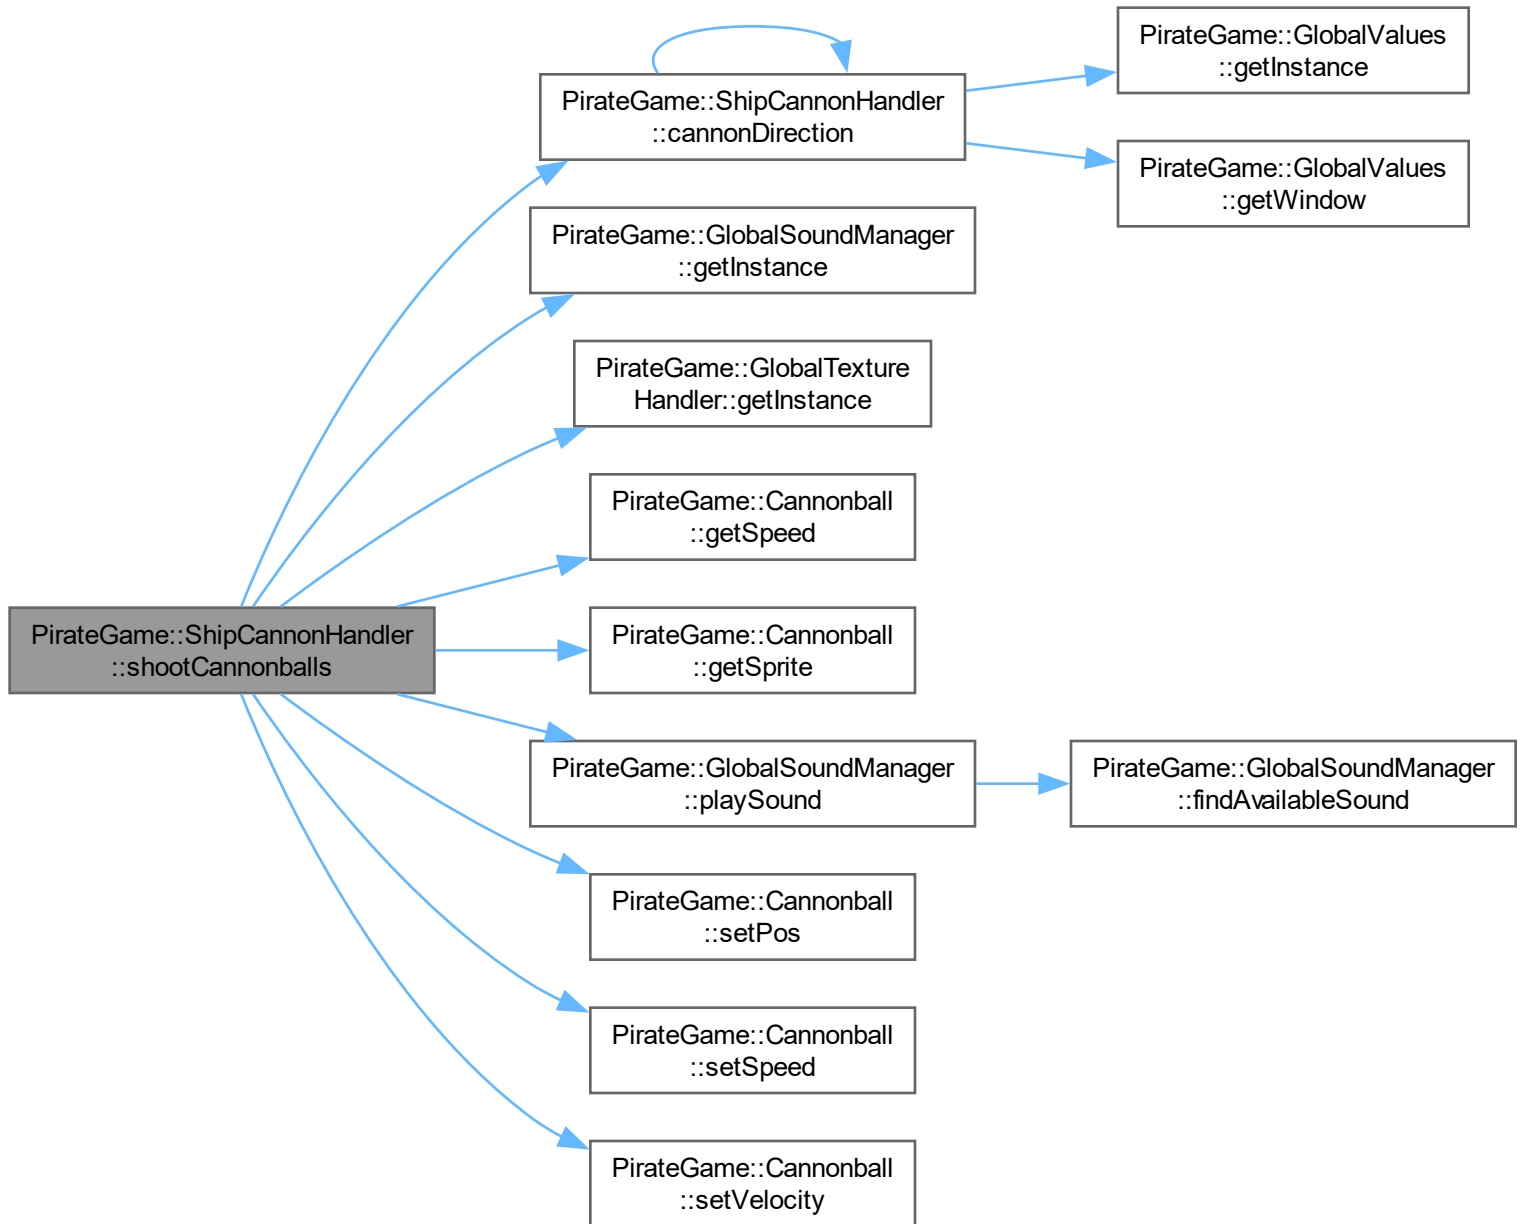 PirateGame::ShipCannonHandler
::shootCannonballs
PirateGame::ShipCannonHandler
::cannonDirection
PirateGame::GlobalValues
::getInstance
PirateGame::GlobalValues
::getWindow
PirateGame::GlobalSoundManager
::getInstance
PirateGame::GlobalTexture
Handler::getInstance
PirateGame::Cannonball
::getSpeed
PirateGame::Cannonball
::getSprite
PirateGame::GlobalSoundManager
::playSound
PirateGame::GlobalSoundManager
::findAvailableSound
PirateGame::Cannonball
::setPos
PirateGame::Cannonball
::setSpeed
PirateGame::Cannonball
::setVelocity